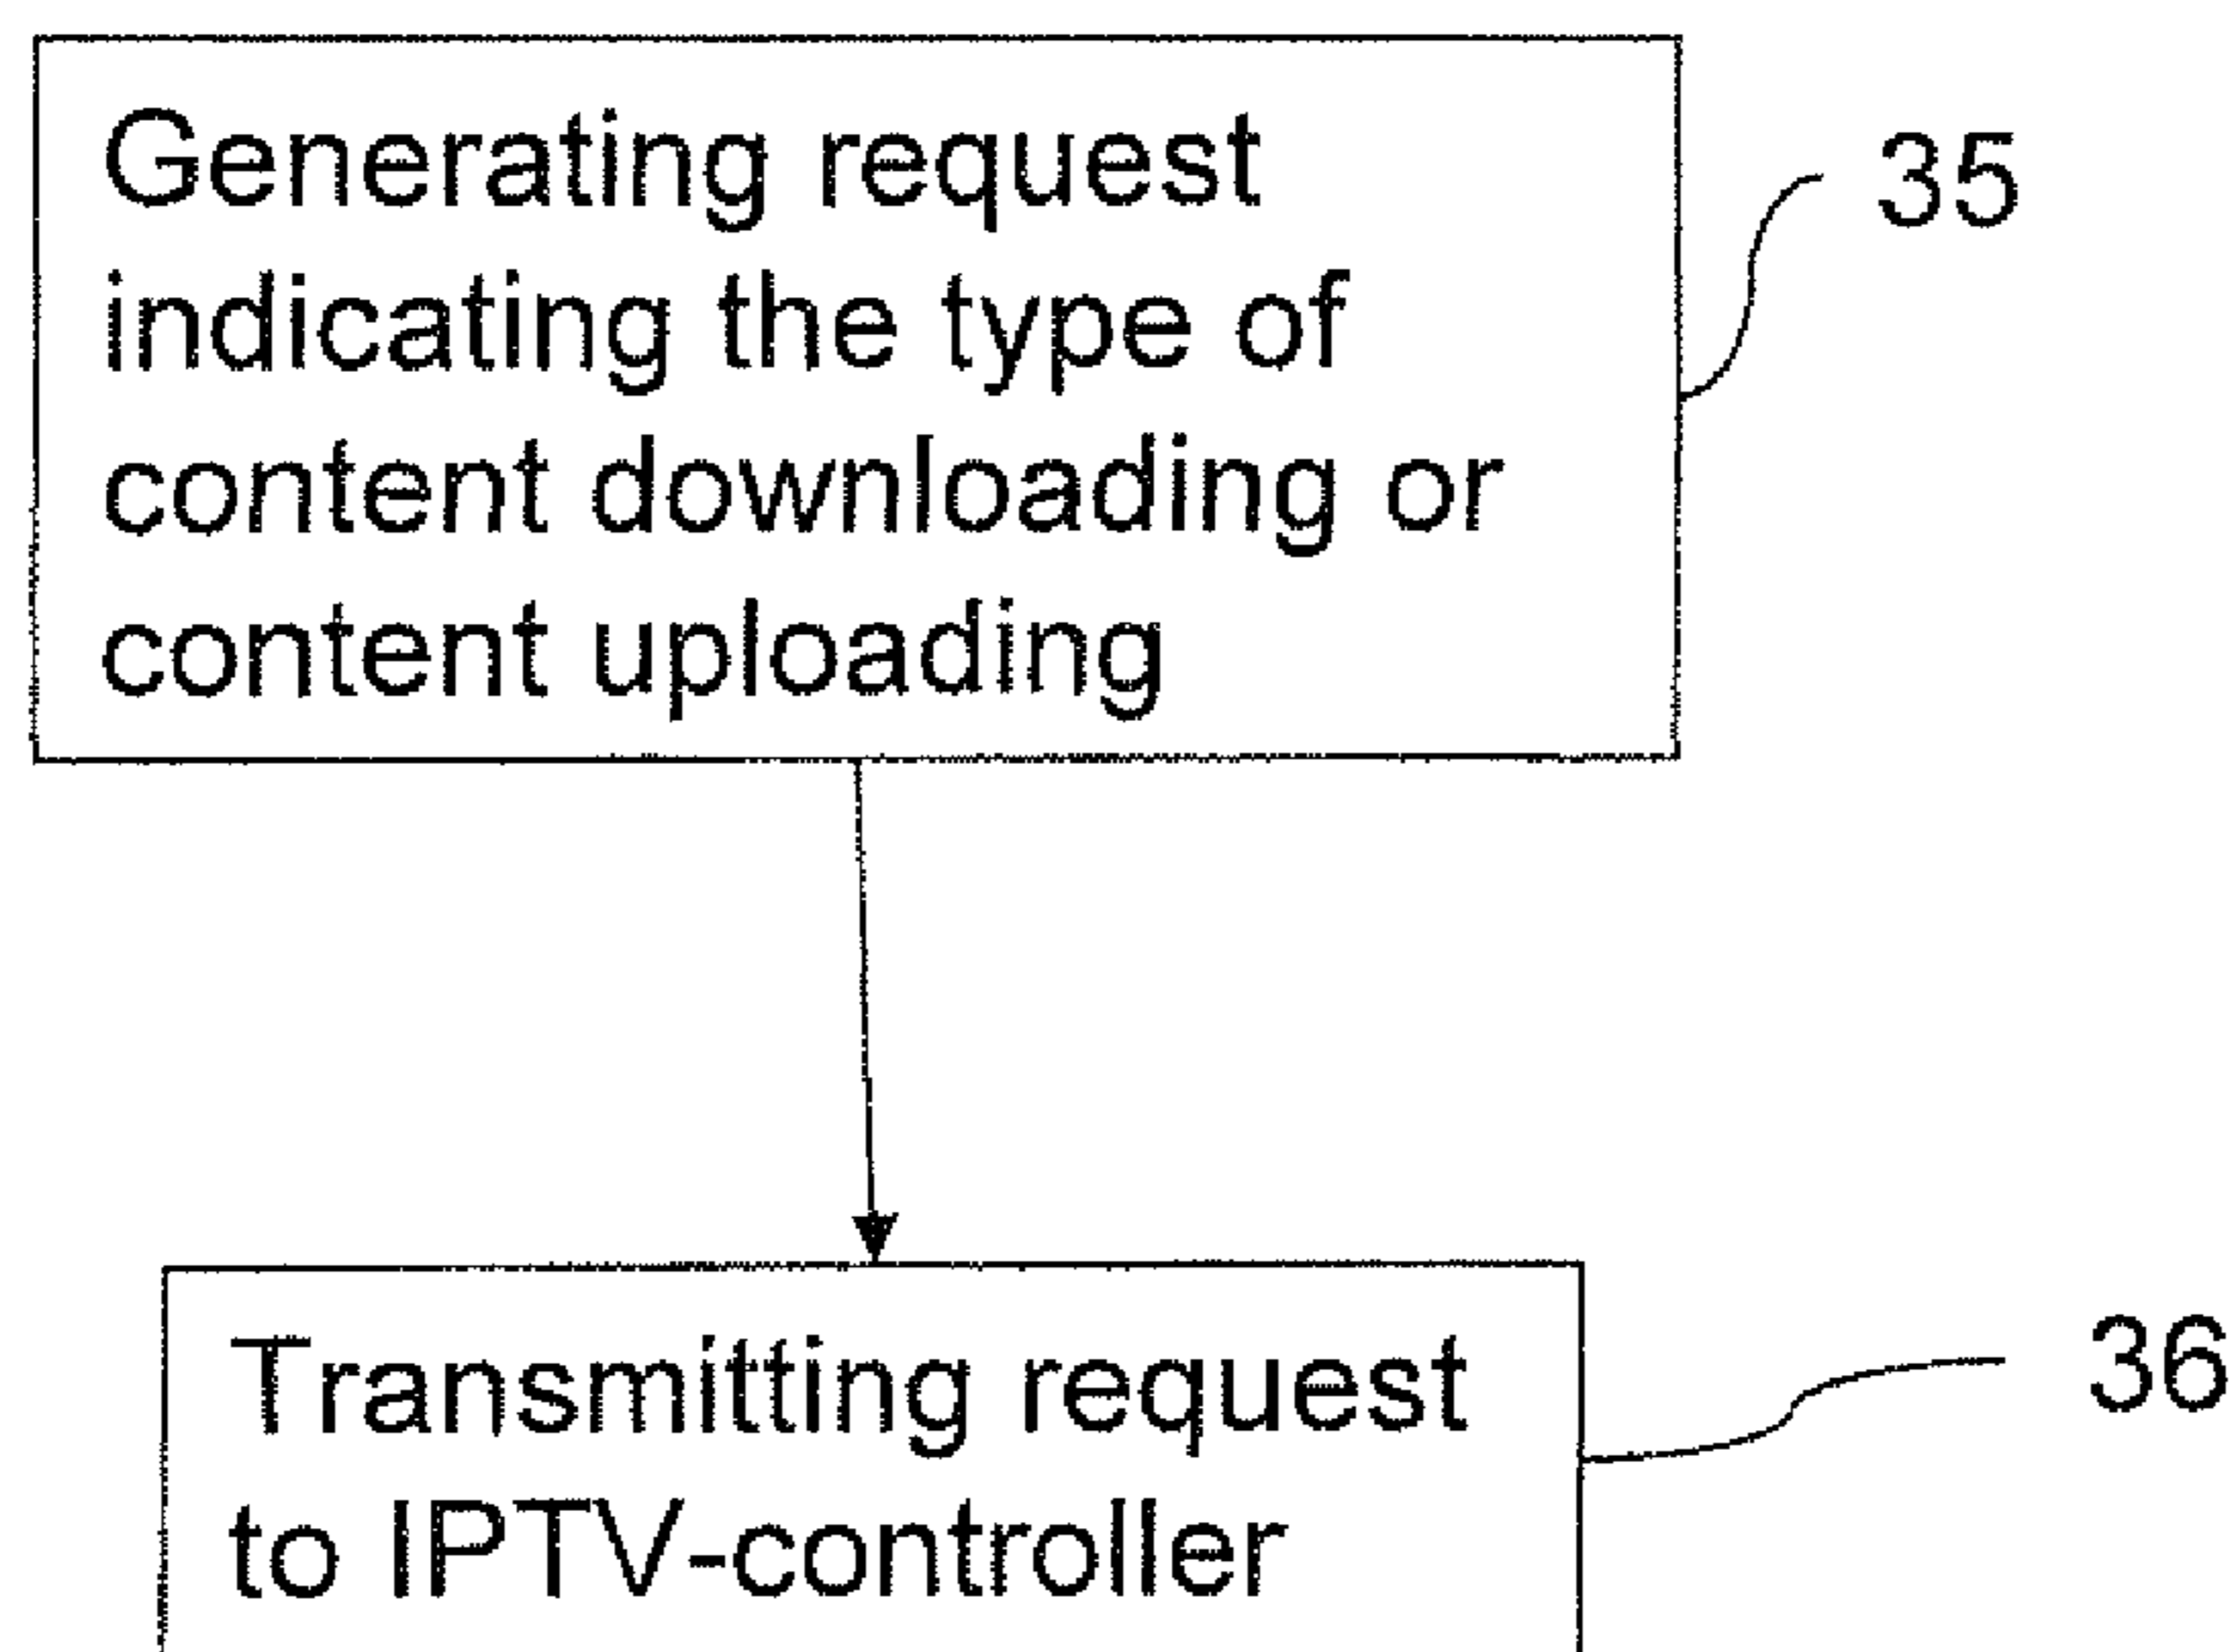 Generating request
indicating the type of
content downloading or
content uploading
35
Transmitting request
to IPTV-controller
36